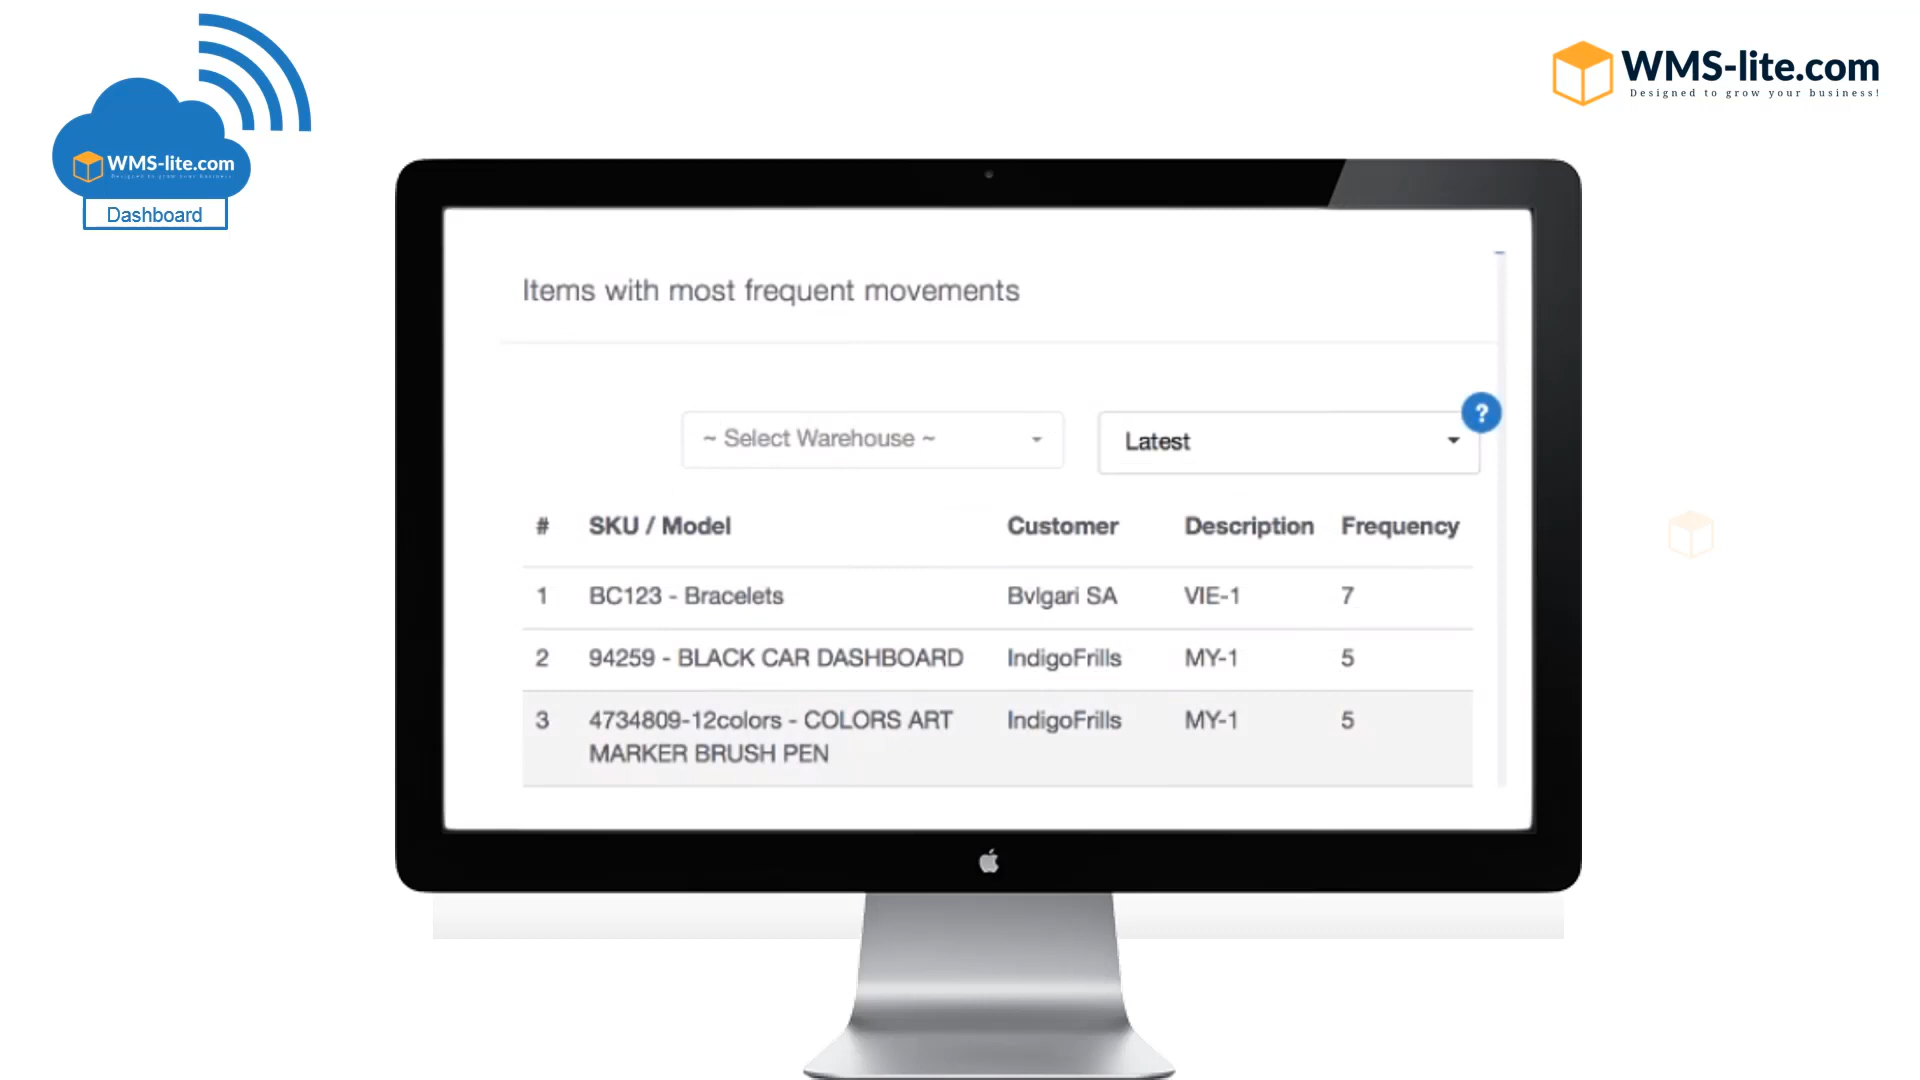 WMS-lite.com
Designed to grow your business!
WMS-lite.com
Dashboard
Items with most frequent movements
~ Select Warehouse ~
Latest
?
# SKU / Model Customer Description Frequency
1 BC123 - Bracelets Bvlgari SA VIE-1 7
2 94259 - BLACK CAR DASHBOARD IndigoFrills MY-1 5
3 4734809-12colors - COLORS ART IndigoFrills MY-1 5
MARKER BRUSH PEN